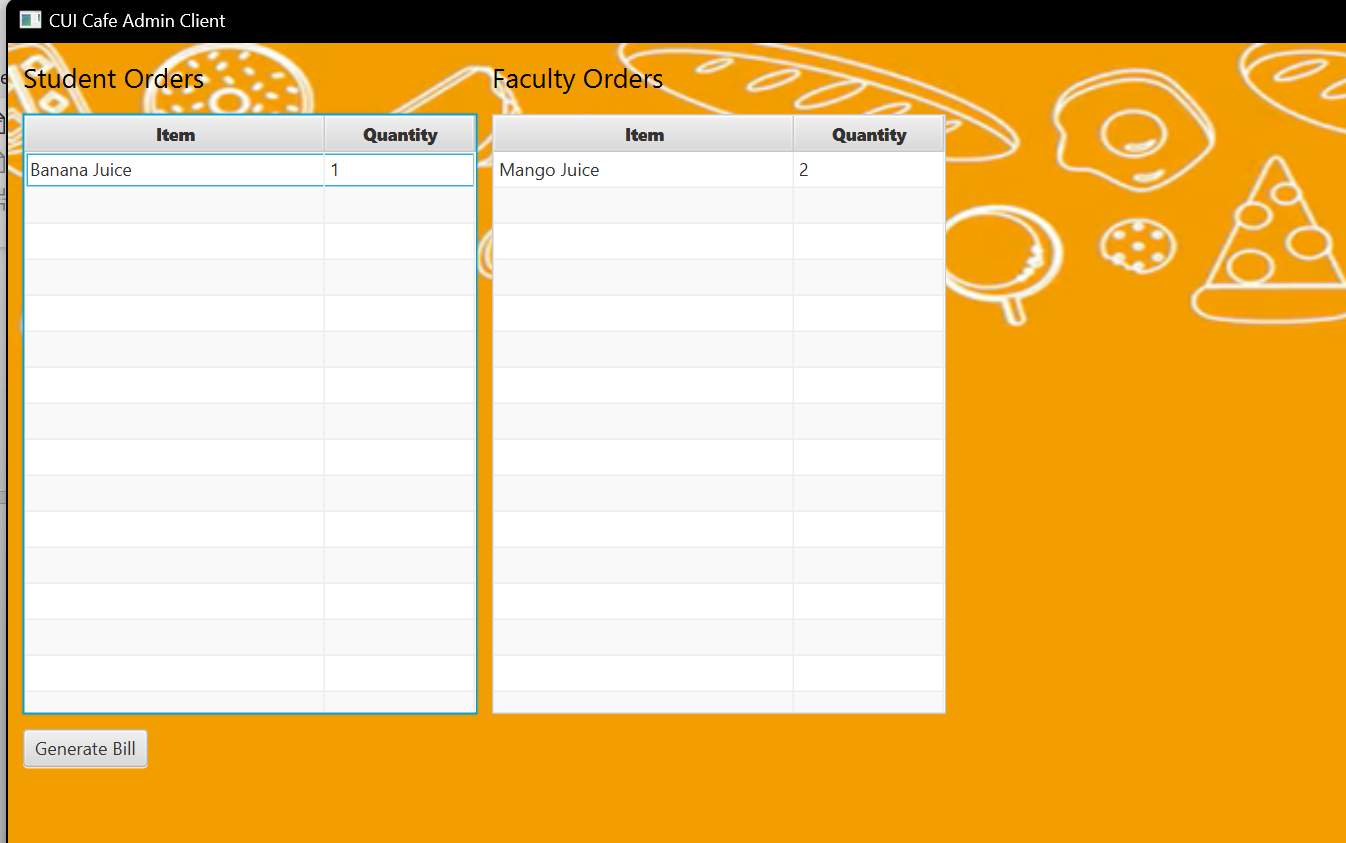 CUI Cafe Admin Client
Student Orders
Faculty Orders
Item Quantity
Item Quantity
Banana Juice 1
Mango Juice 2
Generate Bill